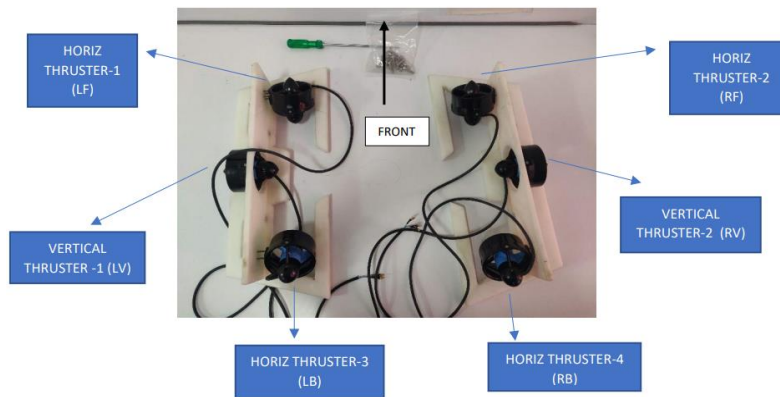 HORIZ
THRUSTER-1
(LF)
HORIZ
THRUSTER-2
(RF)
FRONT
VERTICAL
THRUSTER -1 (LV)
VERTICAL
THRUSTER-2  (RV)
HORIZ THRUSTER-3
(LB)
HORIZ THRUSTER-4
(RB)